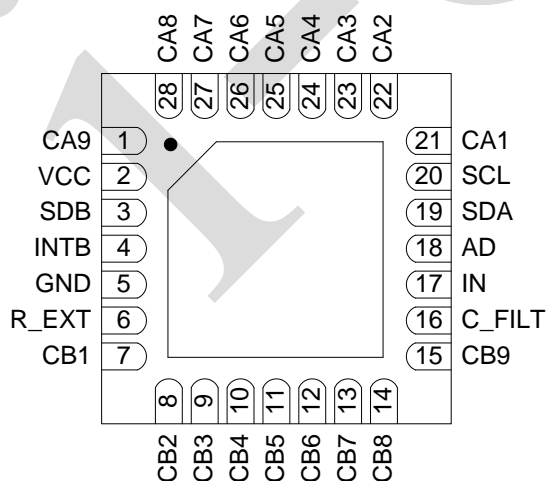 CA8 CA7 CA6 CA5 CA4 CA3 CA2
28 27 26 25 24 23 22
CA9 1 21 CA1
VCC 2 20 SCL
SDB 3 19 SDA
INTB 4 18 AD
GND 5 17 IN
R_EXT 6 16 C_FILT
CB1 7 15 CB9
8 9 10 11 12 13 14
CB2 CB3 CB4 CB5 CB6 CB7 CB8